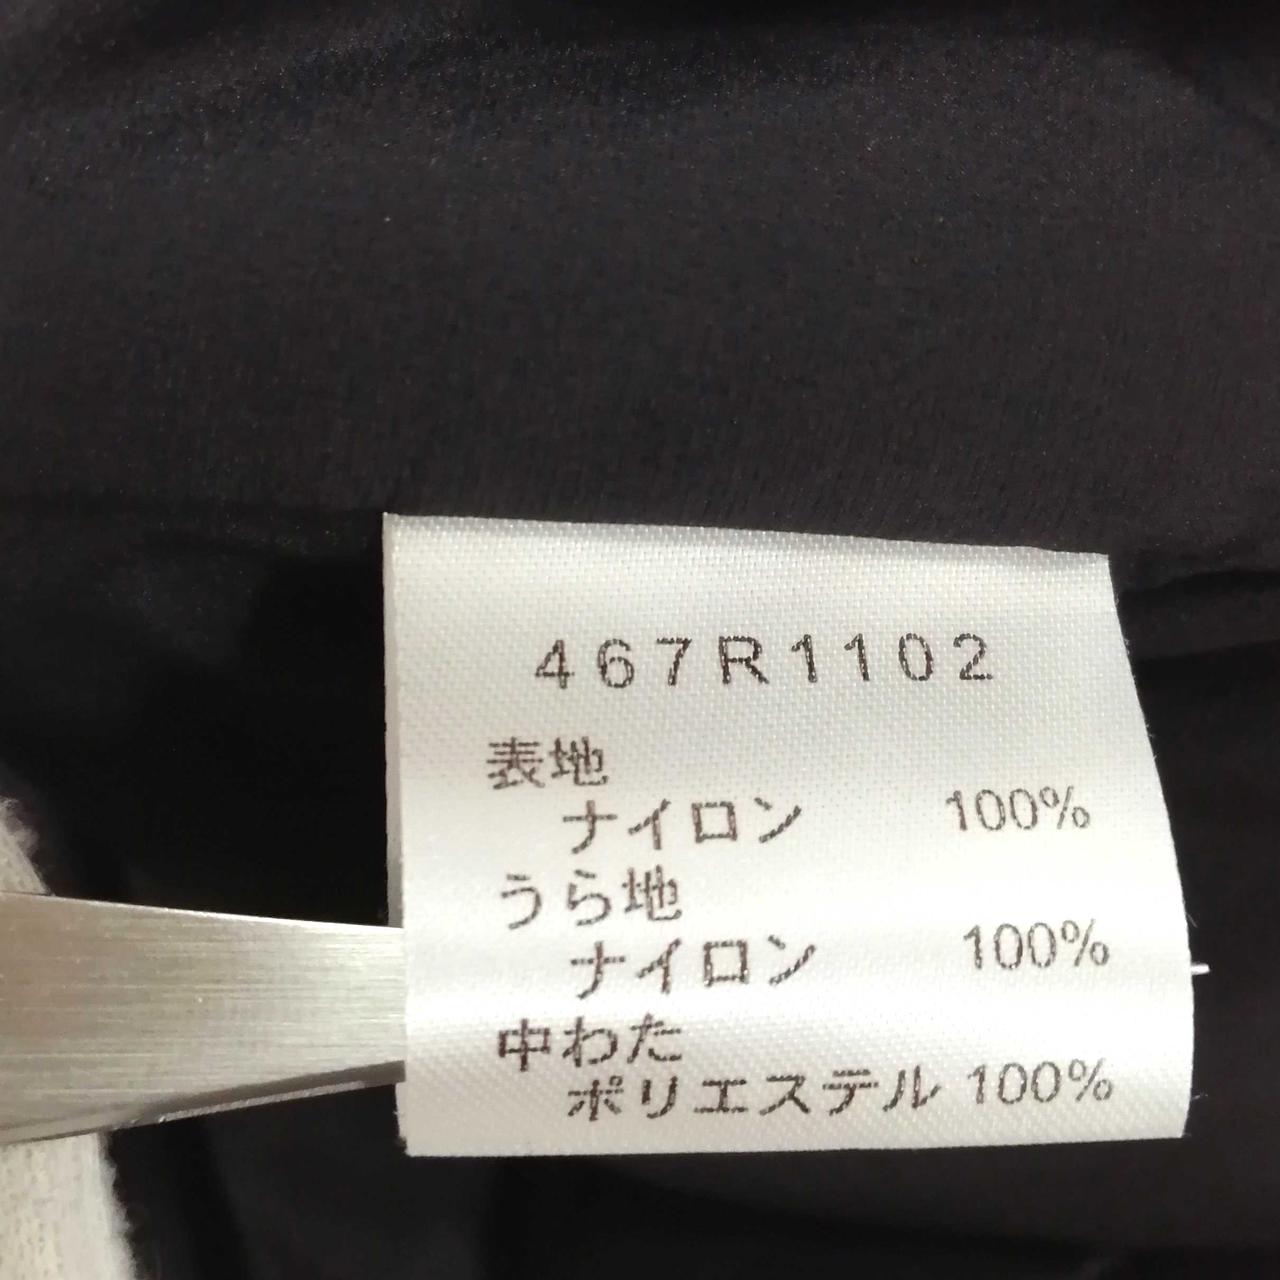 467R1102
表地
ナイロン 100%
うら地
ナイロン 100%
中わた
ポリエステル 100%